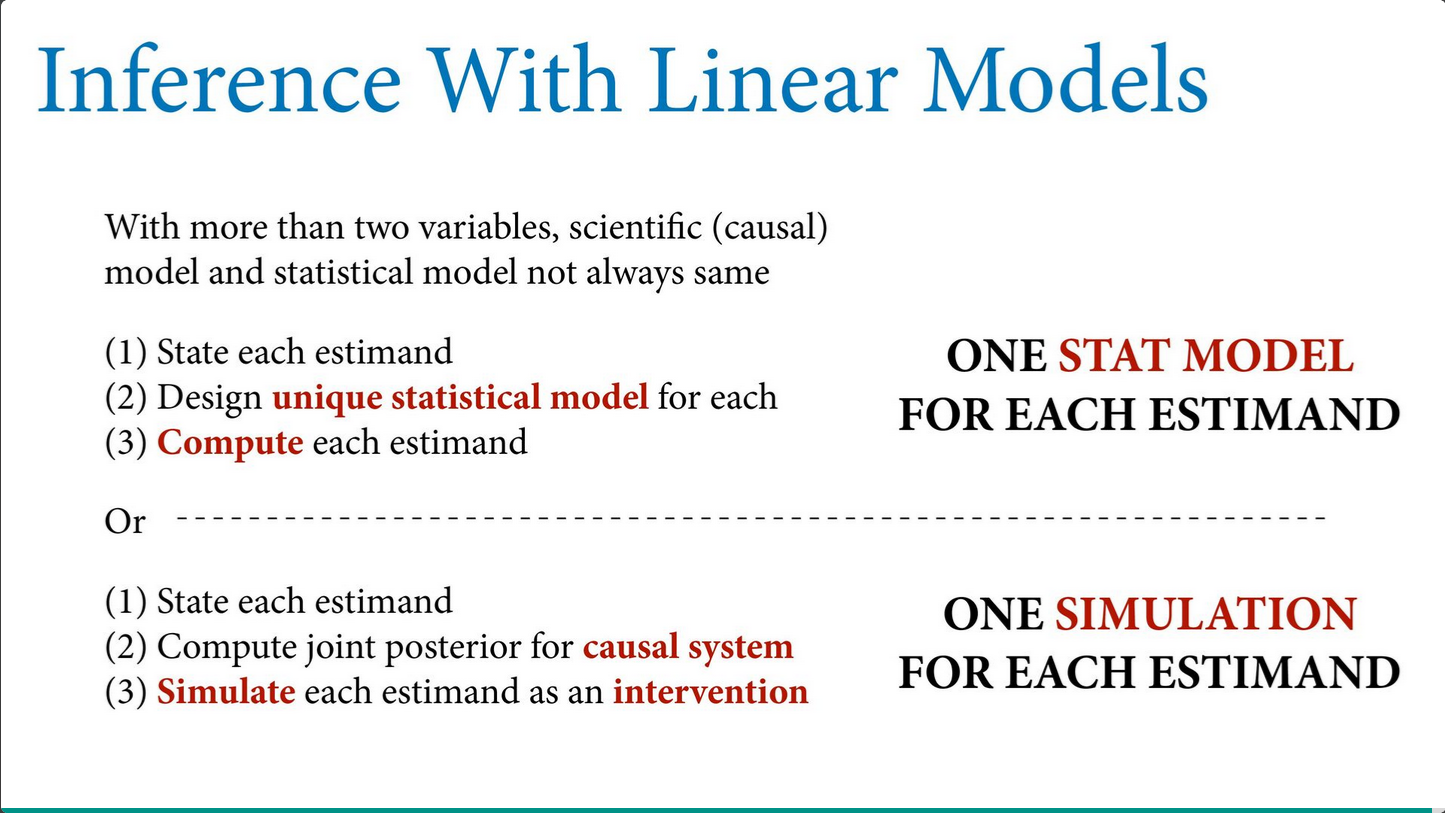 Inference With Linear Models
With more than two variables, scientific (causal)
model and statistical model not always same
(1) State each estimand
(2) Design unique statistical model for each
(3) Compute each estimand
ONE STAT MODEL
FOR EACH ESTIMAND
Or
(1) State each estimand
(2) Compute joint posterior for causal system
(3) Simulate each estimand as an intervention
ONE SIMULATION
FOR EACH ESTIMAND